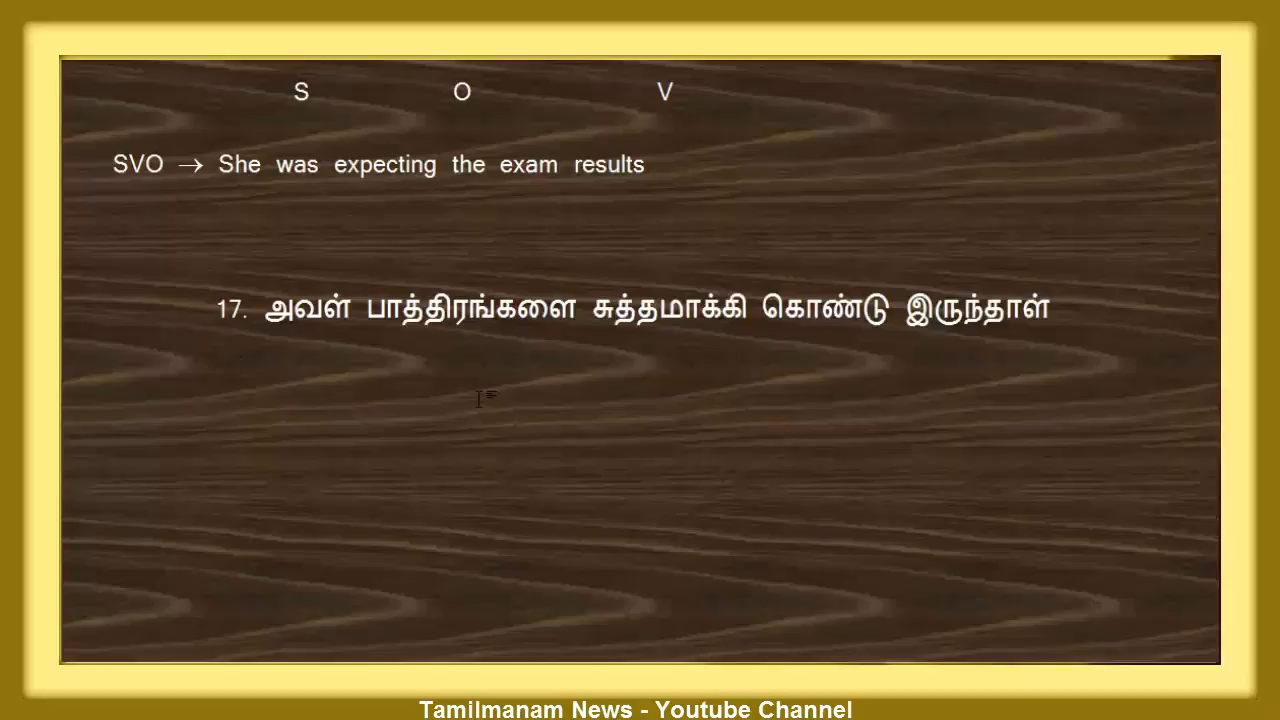 S O V
SVO → She was expecting the exam results
17. அவள் பாத்திரங்களை சுத்தமாக்கி கொண்டு இருந்தாள்
Tamilmanam News - Youtube Channel